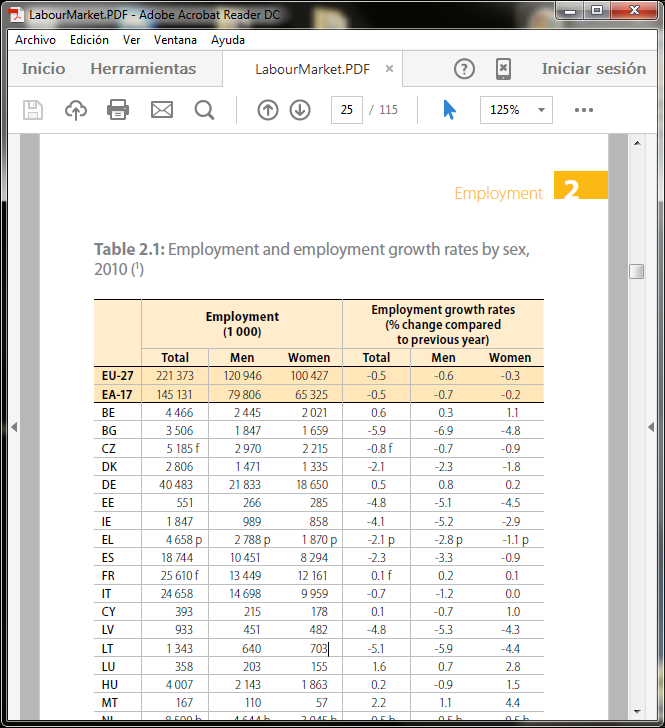 LabourMarket.PDF - Adobe Acrobat Reader DC
Archivo Edición Ver Ventana Ayuda
Inicio Herramientas LabourMarket.PDF × ? Iniciar sesión
25 / 115 125%
Employment 2
Table 2.1: Employment and employment growth rates by sex,
2010 (¹)
Employment
(1 000)
Employment growth rates
(% change compared
to previous year)
Total Men Women Total Men Women
EU-27 221 373 120 946 100 427 -0.5 -0.6 -0.3
EA-17 145 131 79 806 65 325 -0.5 -0.7 -0.2
BE 4 466 2 445 2 021 0.6 0.3 1.1
BG 3 506 1 847 1 659 -5.9 -6.9 -4.8
CZ 5 185 f 2 970 2 215 -0.8 f -0.7 -0.9
DK 2 806 1 471 1 335 -2.1 -2.3 -1.8
DE 40 483 21 833 18 650 0.5 0.8 0.2
EE 551 266 285 -4.8 -5.1 -4.5
IE 1 847 989 858 -4.1 -5.2 -2.9
EL 4 658 p 2 788 p 1 870 p -2.1 p -2.8 p -1.1 p
ES 18 744 10 451 8 294 -2.3 -3.3 -0.9
FR 25 610 f 13 449 12 161 0.1 f 0.2 0.1
IT 24 658 14 698 9 959 -0.7 -1.2 0.0
CY 393 215 178 0.1 -0.7 1.0
LV 933 451 482 -4.8 -5.3 -4.3
LT 1 343 640 703 -5.1 -5.9 -4.4
LU 358 203 155 1.6 0.7 2.8
HU 4 007 2 143 1 863 0.2 -0.9 1.5
MT 167 110 57 2.2 1.1 4.4